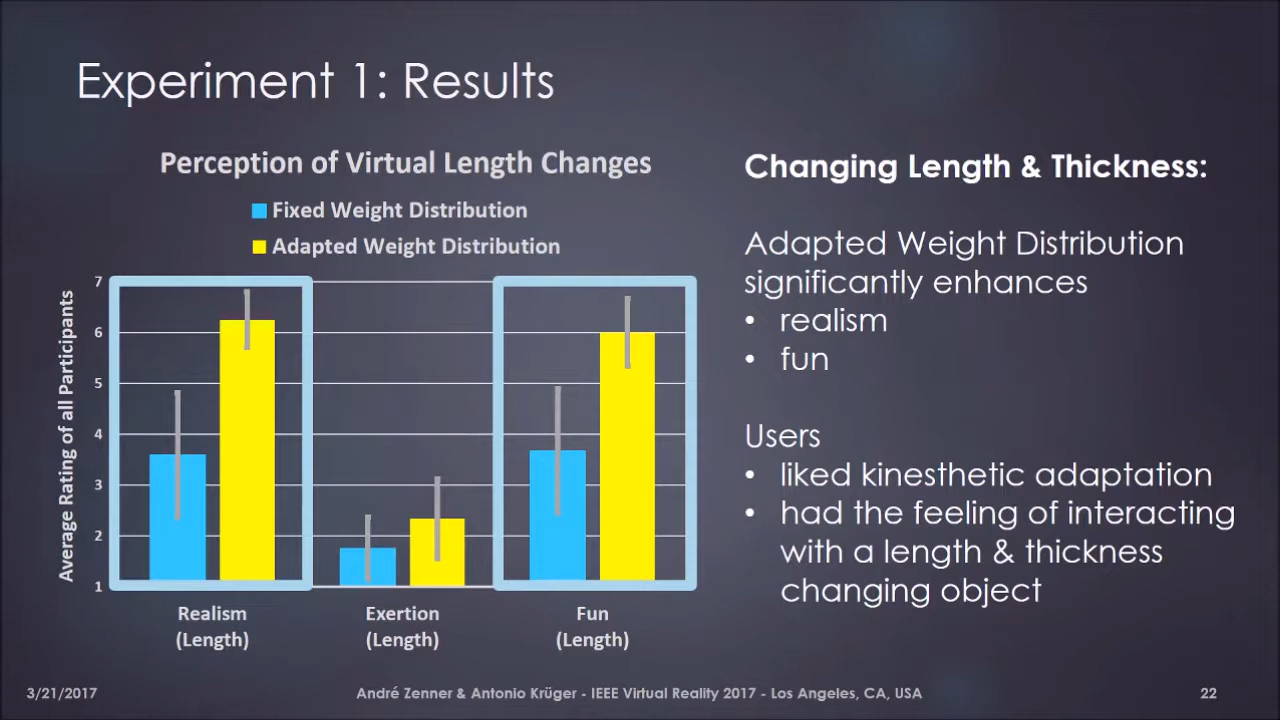 Experiment 1: Results
Perception of Virtual Length Changes
Fixed Weight Distribution
Adapted Weight Distribution
Average Rating of all Participants
7
6
5
4
3
2
1
Realism
(Length)
Exertion
(Length)
Fun
(Length)
Changing Length & Thickness:
Adapted Weight Distribution
significantly enhances
• realism
• fun
Users
• liked kinesthetic adaptation
• had the feeling of interacting
with a length & thickness
changing object
3/21/2017
André Zenner & Antonio Krüger - IEEE Virtual Reality 2017 - Los Angeles, CA, USA
22